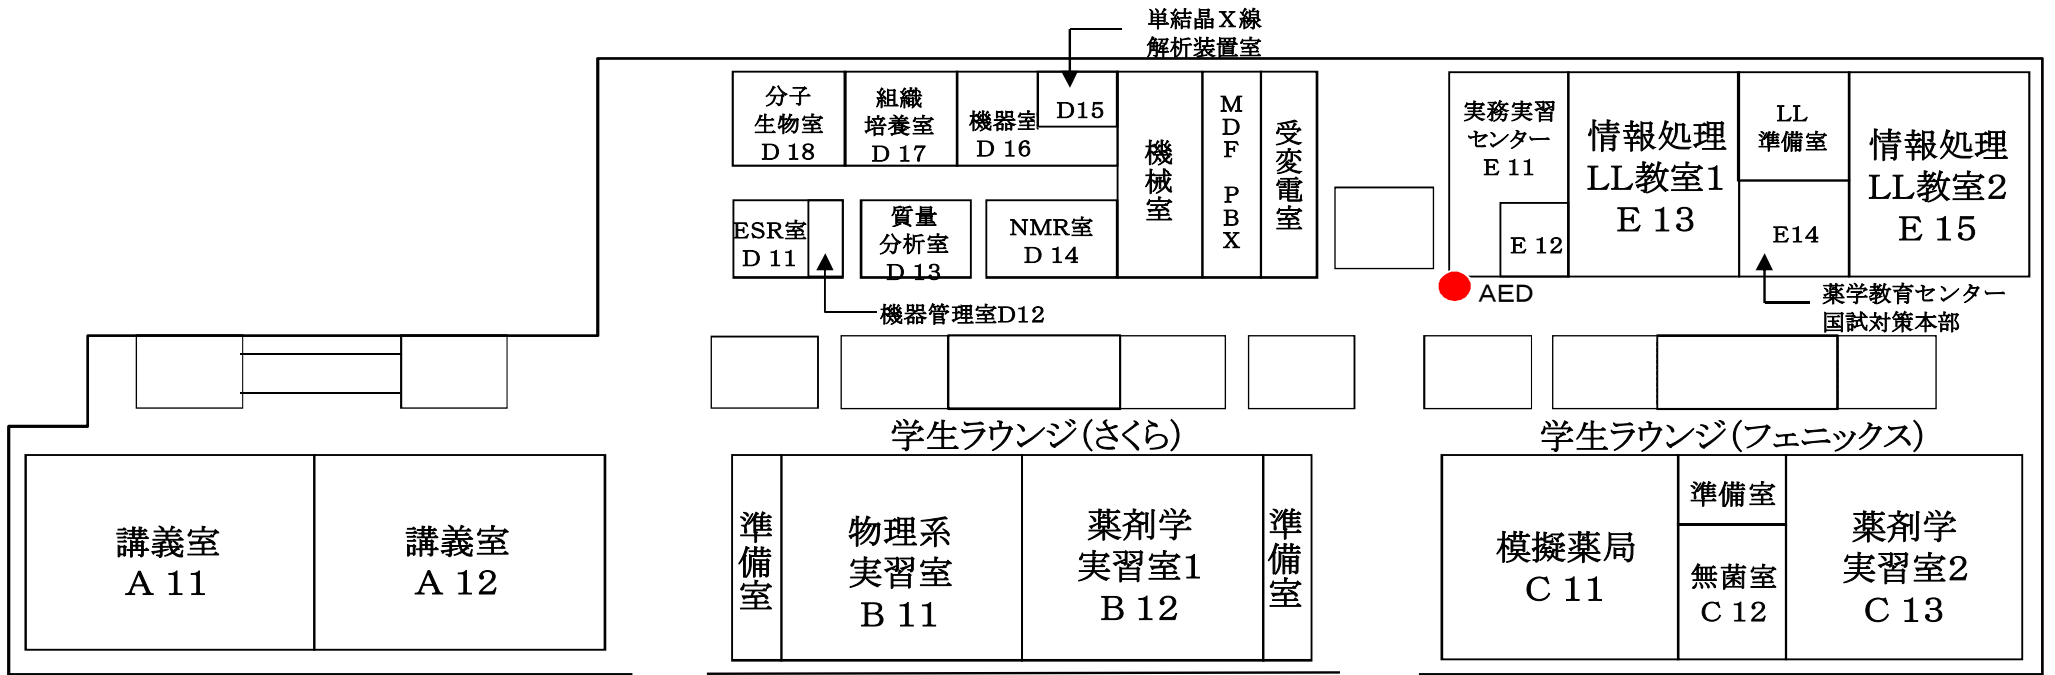 単結晶X線
解析装置室
分子
生物室
D 18
組織
培養室
D 17
機器室
D 16
D15
機械室
MDF PBX
受変電室
実務実習
センター
E 11
E 12
情報処理
LL教室1
E 13
LL
準備室
E14
情報処理
LL教室2
E 15
ESR室
D 11
質量
分析室
D 13
NMR室
D 14
機器管理室D12
AED
薬学教育センター
国試対策本部
学生ラウンジ(さくら)
学生ラウンジ(フェニックス)
講義室
A 11
講義室
A 12
準備室
物理系
実習室
B 11
薬剤学
実習室1
B 12
準備室
模擬薬局
C 11
準備室
無菌室
C 12
薬剤学
実習室2
C 13